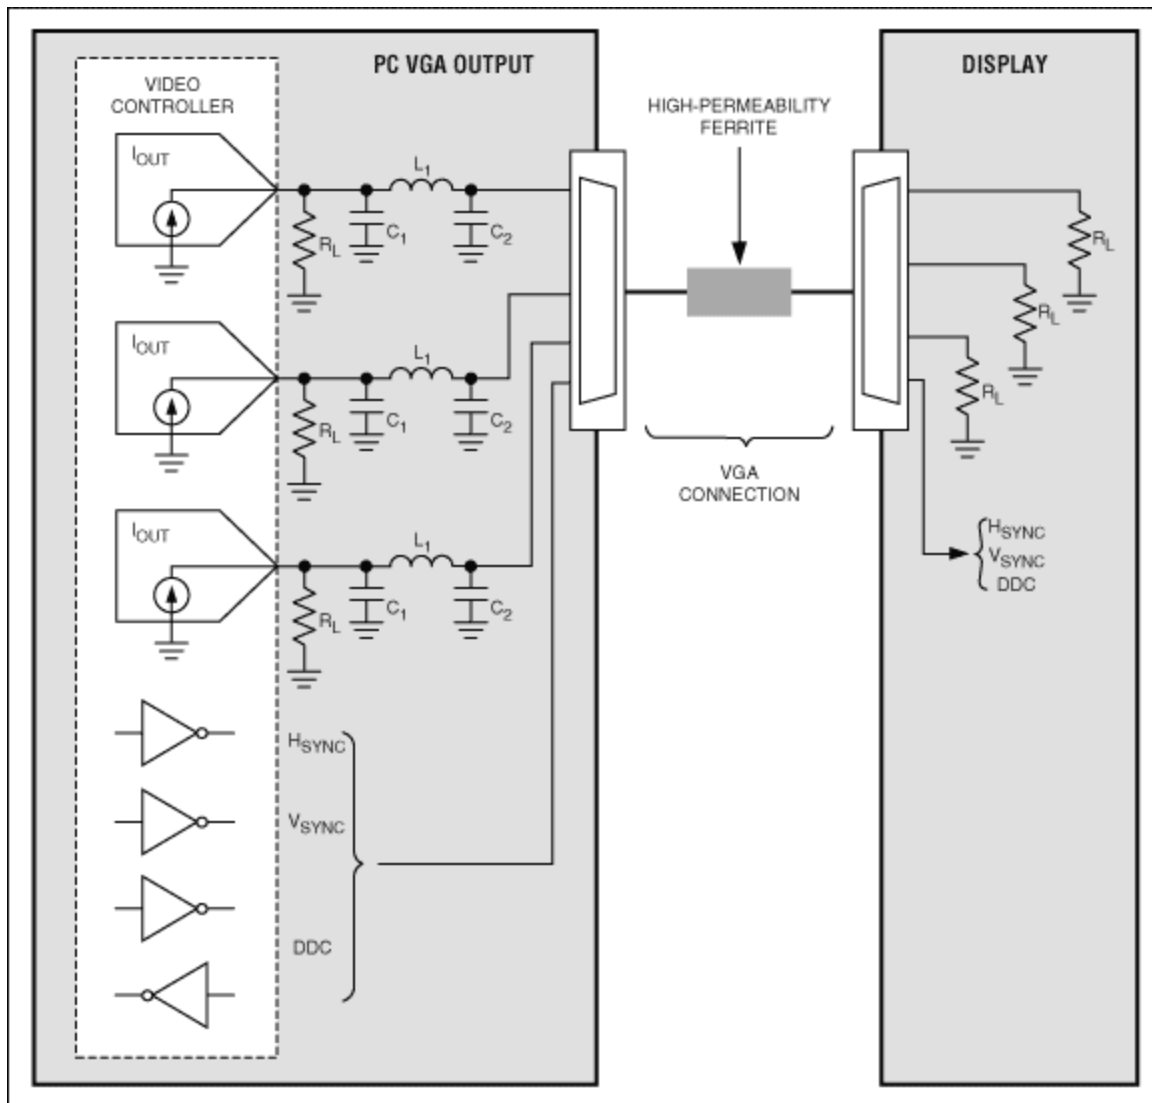 PC VGA OUTPUT
DISPLAY
VIDEO
CONTROLLER
HIGH-PERMEABILITY
FERRITE
IOUT
L1
RL
C1
C2
RL
RL
RL
IOUT
L1
RL
C1
C2
VGA
CONNECTION
IOUT
L1
RL
C1
C2
HSYNC
VSYNC
DDC
HSYNC
VSYNC
DDC